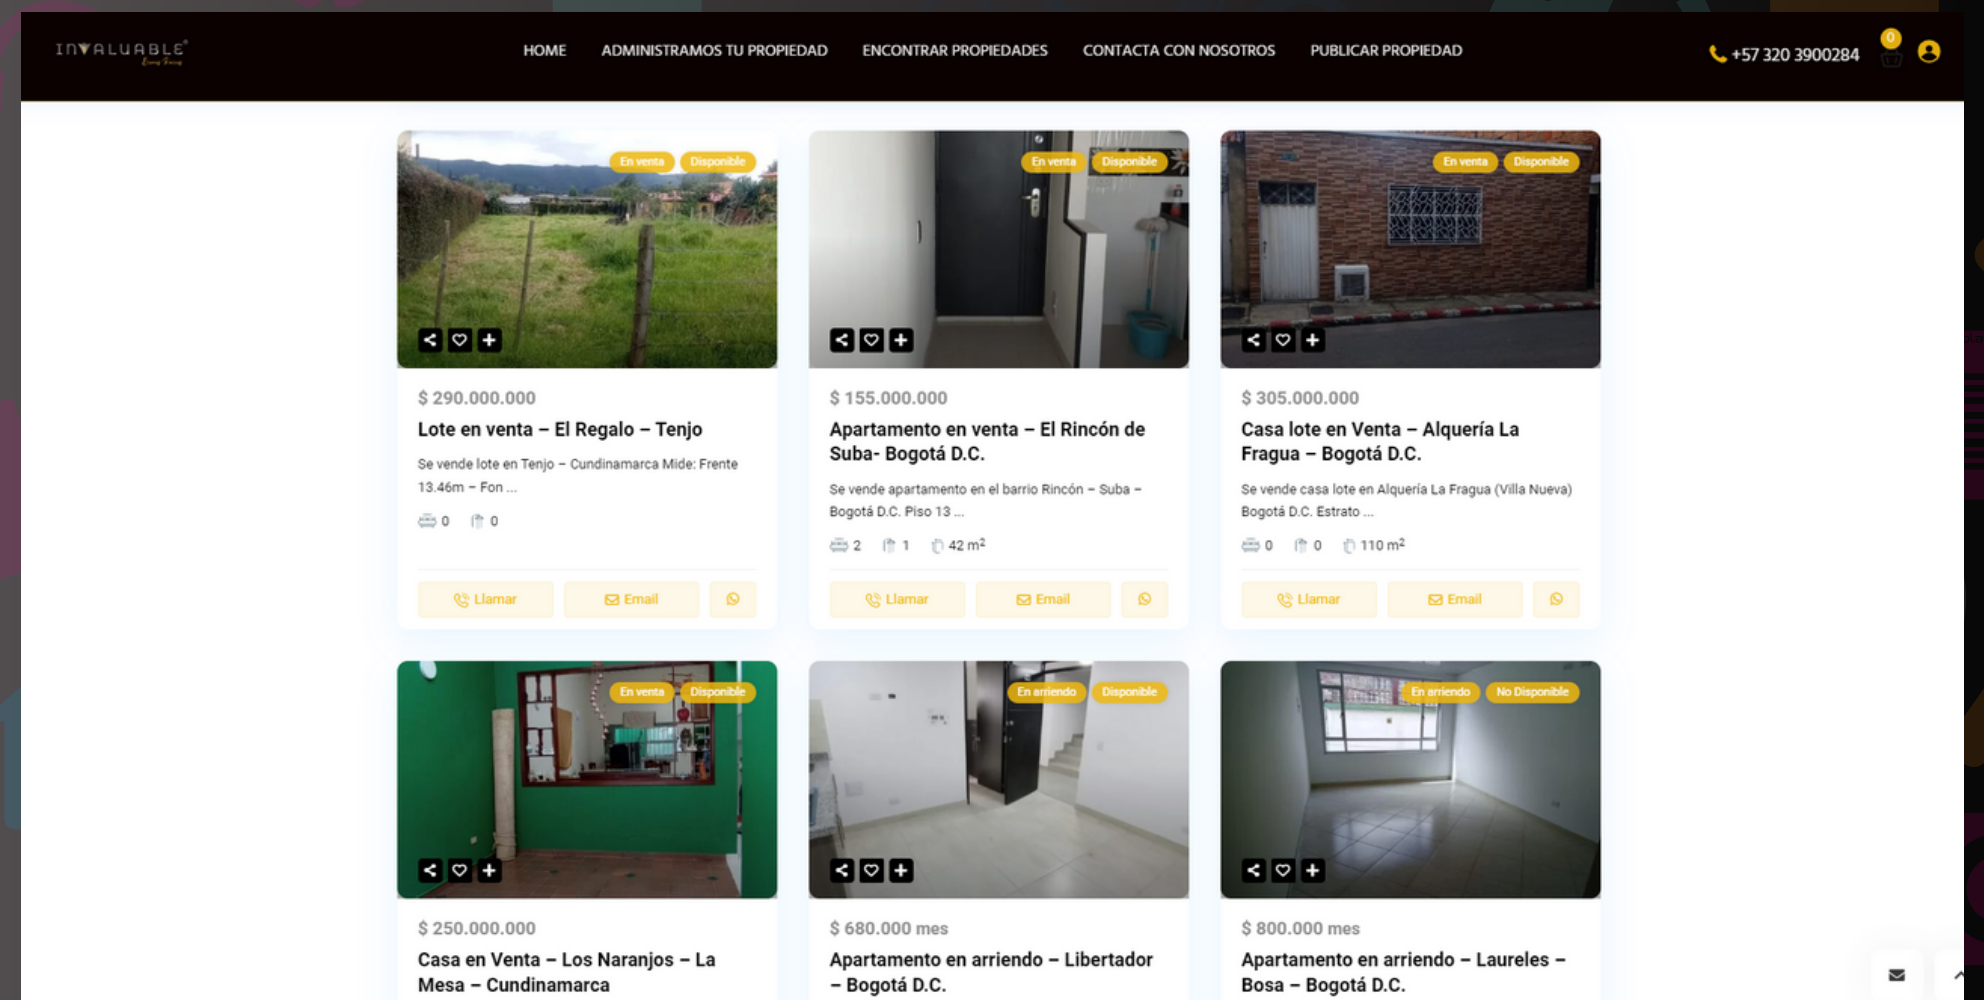 INVALUABLE®
Bienes Raices
HOME
ADMINISTRAMOS TU PROPIEDAD
ENCONTRAR PROPIEDADES
CONTACTA CON NOSOTROS
PUBLICAR PROPIEDAD
+57 320 3900284
0
En venta
Disponible
En venta
Disponible
En venta
Disponible
$ 290.000.000
Lote en venta – El Regalo – Tenjo
Se vende lote en Tenjo – Cundinamarca Mide: Frente
13.46m – Fon ...
0 0
Llamar
Email
$ 155.000.000
Apartamento en venta – El Rincón de
Suba- Bogotá D.C.
Se vende apartamento en el barrio Rincón – Suba –
Bogotá D.C. Piso 13 ...
2 1 42 m²
Llamar
Email
$ 305.000.000
Casa lote en Venta – Alquería La
Fragua – Bogotá D.C.
Se vende casa lote en Alquería La Fragua (Villa Nueva)
Bogotá D.C. Estrato ...
0 0 110 m²
Llamar
Email
En venta
Disponible
En arriendo
Disponible
En arriendo
No Disponible
$ 250.000.000
Casa en Venta – Los Naranjos – La
Mesa – Cundinamarca
$ 680.000 mes
Apartamento en arriendo – Libertador
– Bogotá D.C.
$ 800.000 mes
Apartamento en arriendo – Laureles –
Bosa – Bogotá D.C.